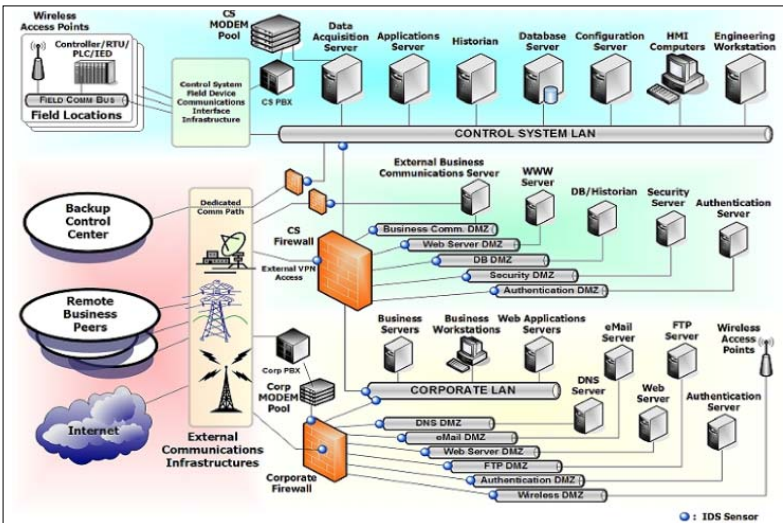 Wireless
Access Points
Controller/RTU/
PLC/IED
FIELD COMM BUS
Field Locations
CS
MODEM
Pool
CS PBX
Control System
Field Device
Communications
Interface
Infrastructure
Data
Acquisition
Server
Applications
Server
Historian
Database
Server
Configuration
Server
HMI
Computers
Engineering
Workstation
CONTROL SYSTEM LAN
Backup
Control
Center
Remote
Business
Peers
Internet
Dedicated
Comm Path
External
Communications
Infrastructures
CS
Firewall
External VPN
Access
External Business
Communications Server
WWW
Server
DB/Historian
Security
Server
Authentication
Server
Business Comm. DMZ
Web Server DMZ
DB DMZ
Security DMZ
Authentication DMZ
Corp PBX
Corp
MODEM
Pool
Corporate
Firewall
Business
Servers
Business
Workstations
Web Applications
Servers
CORPORATE LAN
DNS
Server
eMail
Server
Web
Server
FTP
Server
Authentication
Server
Wireless
Access
Points
DNS DMZ
eMail DMZ
Web Server DMZ
FTP DMZ
Authentication DMZ
Wireless DMZ
: IDS Sensor